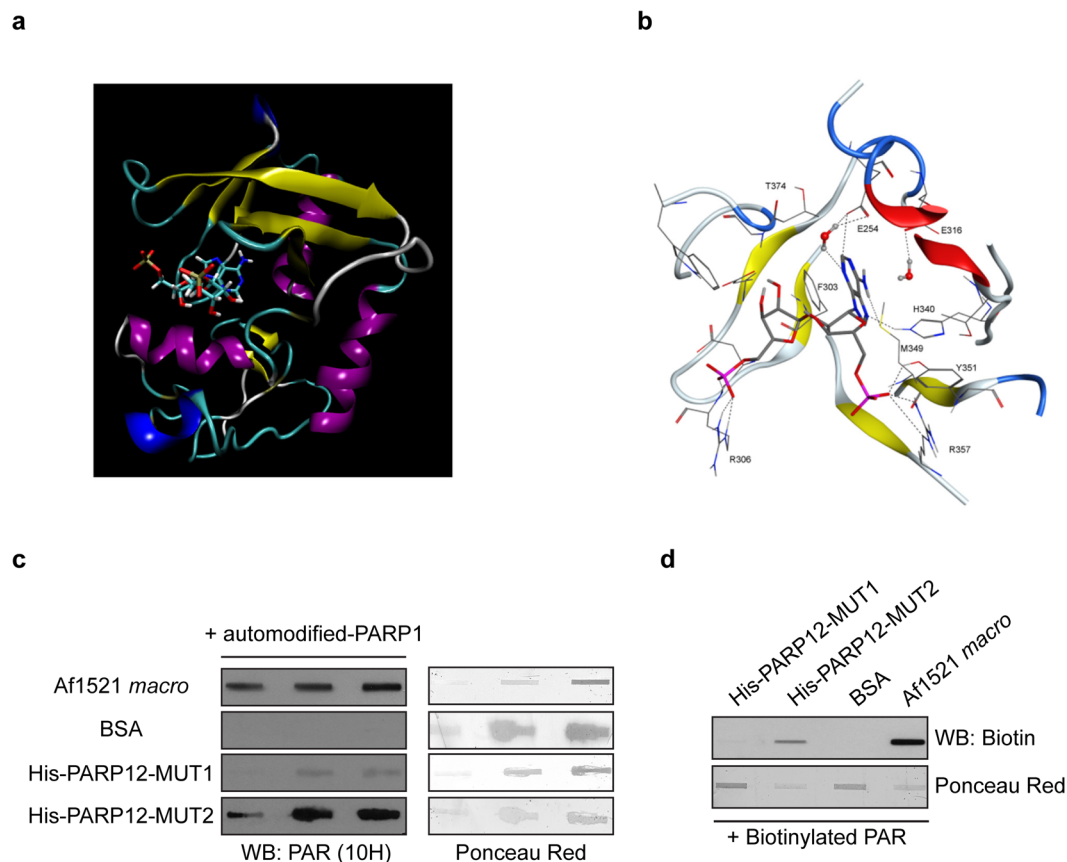 a
b
T374
E254
E316
F303
H340
M349
Y351
R306
R357
c
+ automodified-PARP1
Af1521 macro
BSA
His-PARP12-MUT1
His-PARP12-MUT2
WB: PAR (10H)
Ponceau Red
d
His-PARP12-MUT1
His-PARP12-MUT2
BSA
Af1521 macro
WB: Biotin
Ponceau Red
+ Biotinylated PAR